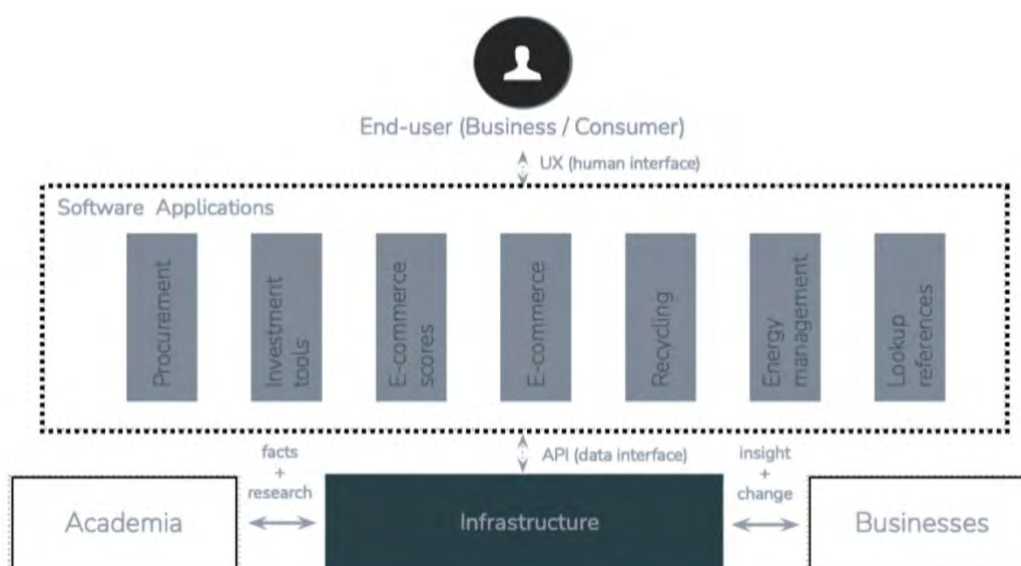 End-user (Business / Consumer)
UX (human interface)
Software Applications
Procurement
Investment
tools
E-commerce
scores
E-commerce
Recycling
Energy
management
Lookup
references
API (data interface)
facts
+
research
insight
+
change
Academia
Infrastructure
Businesses